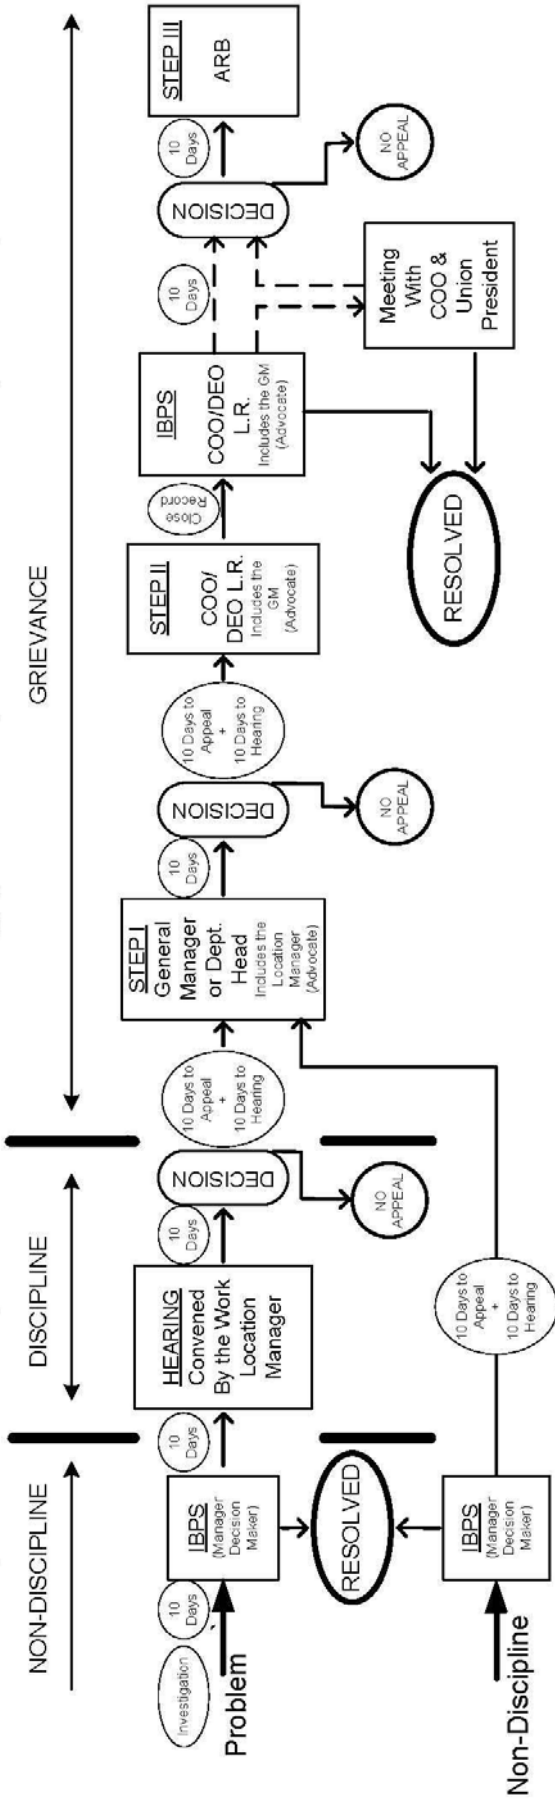 NON-DISCIPLINE
DISCIPLINE
GRIEVANCE
Investigation
Problem
10
Days
IBPS
(Manager
Decision
Maker)
10
Days
HEARING
Convened
By the Work
Location
Manager
10
Days
DECISION
NO
APPEAL
10 Days to
Appeal
+
10 Days to
Hearing
STEP I
General
Manager
or Dept.
Head
Includes the
Location
Manager
(Advocate)
10
Days
DECISION
NO
APPEAL
10 Days to
Appeal
+
10 Days to
Hearing
STEP II
COO/
DEO L.R.
Includes the
GM
(Advocate)
Close
Record
IBPS
COO/DEO
L.R.
Includes the GM
(Advocate)
10
Days
DECISION
10
Days
STEP III
ARB
NO
APPEAL
Meeting
With
COO &
Union
President
RESOLVED
RESOLVED
Non-Discipline
IBPS
(Manager
Decision
Maker)
10 Days to
Appeal
+
10 Days to
Hearing